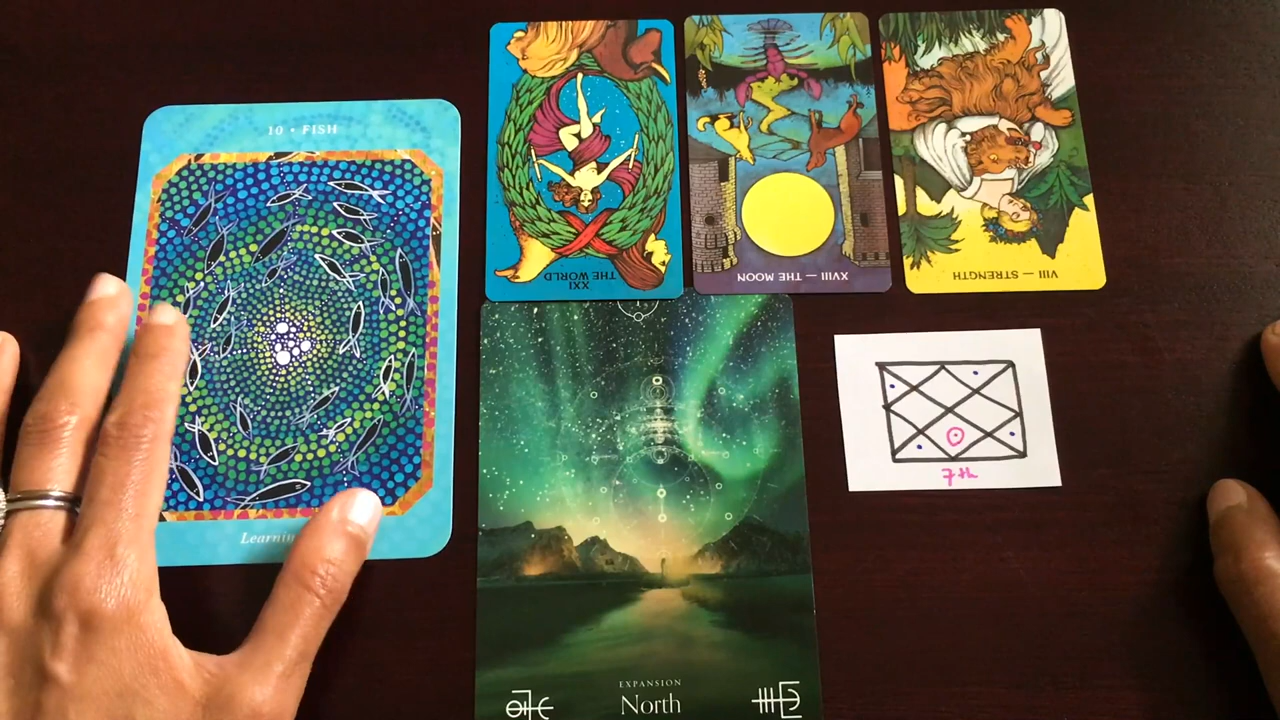 10 • FISH
Learnin
XXI
THE WORLD
XVIII — THE MOON
VIII — STRENGTH
7th
EXPANSION
North